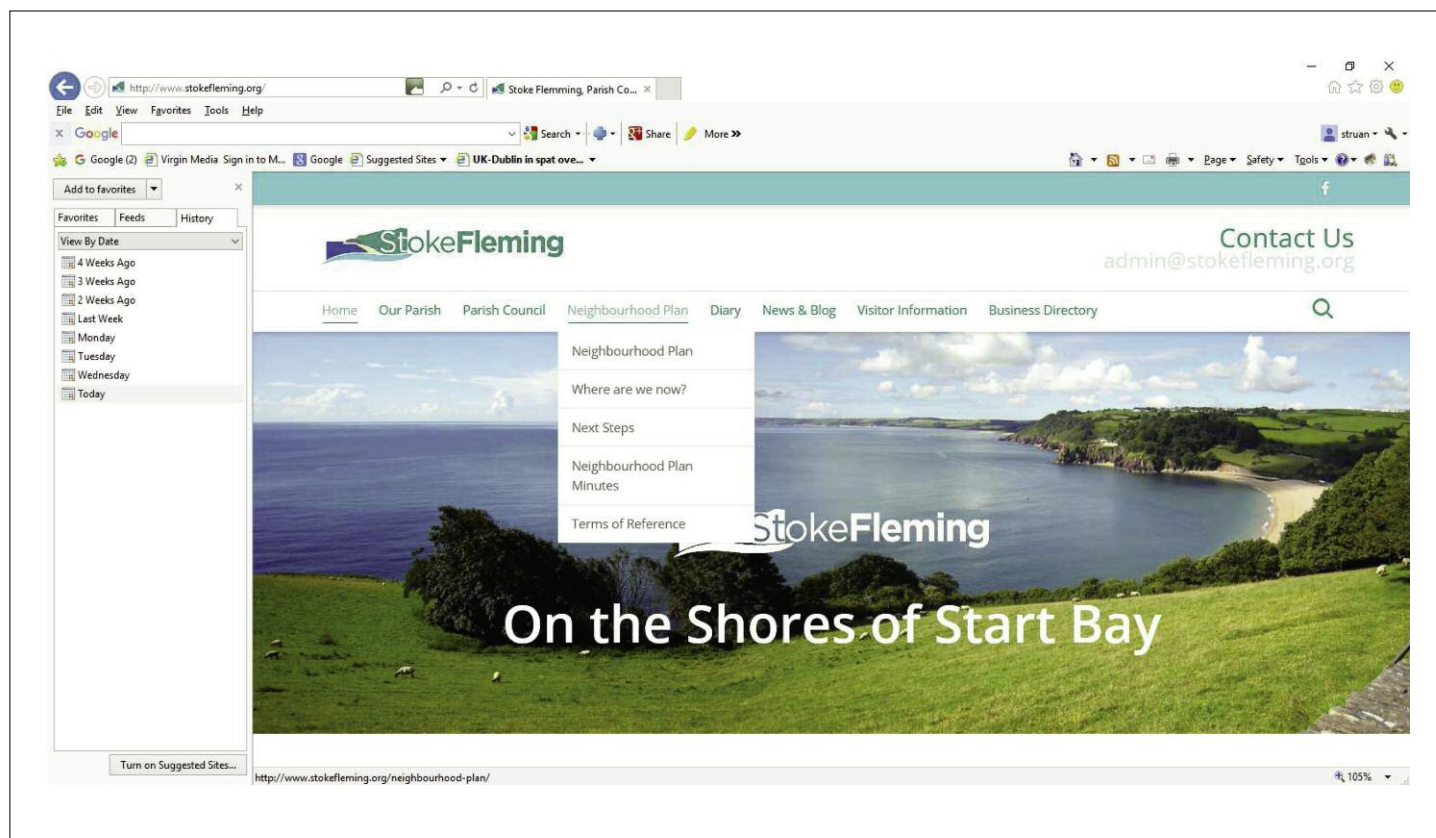 http://www.stokefleming.org/
Stoke Flemming, Parish Co...
File Edit View Favorites Tools Help
x Google Search Share More »
struan
G Google (2) Virgin Media Sign in to M... Google Suggested Sites UK-Dublin in spat ove...
Page Safety Tools
Add to favorites
Favorites Feeds History
View By Date
4 Weeks Ago
3 Weeks Ago
2 Weeks Ago
Last Week
Monday
Tuesday
Wednesday
Today
Turn on Suggested Sites...
f
StokeFleming
Contact Us
admin@stokefleming.org
Home Our Parish Parish Council Neighbourhood Plan Diary News & Blog Visitor Information Business Directory
Neighbourhood Plan
Where are we now?
Next Steps
Neighbourhood Plan
Minutes
Terms of Reference
StokeFleming
On the Shores of Start Bay
http://www.stokefleming.org/neighbourhood-plan/
105%